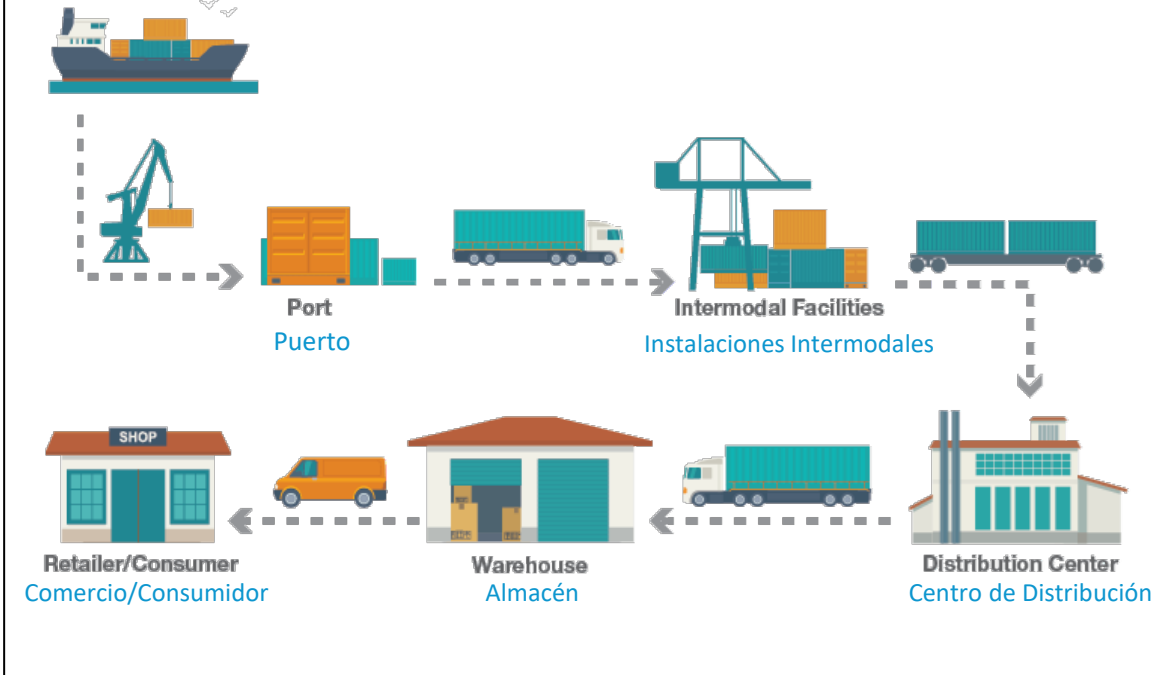 Port
Puerto
Intermodal Facilities
Instalaciones Intermodales
SHOP
Retailer/Consumer
Comercio/Consumidor
Warehouse
Almacén
Distribution Center
Centro de Distribución